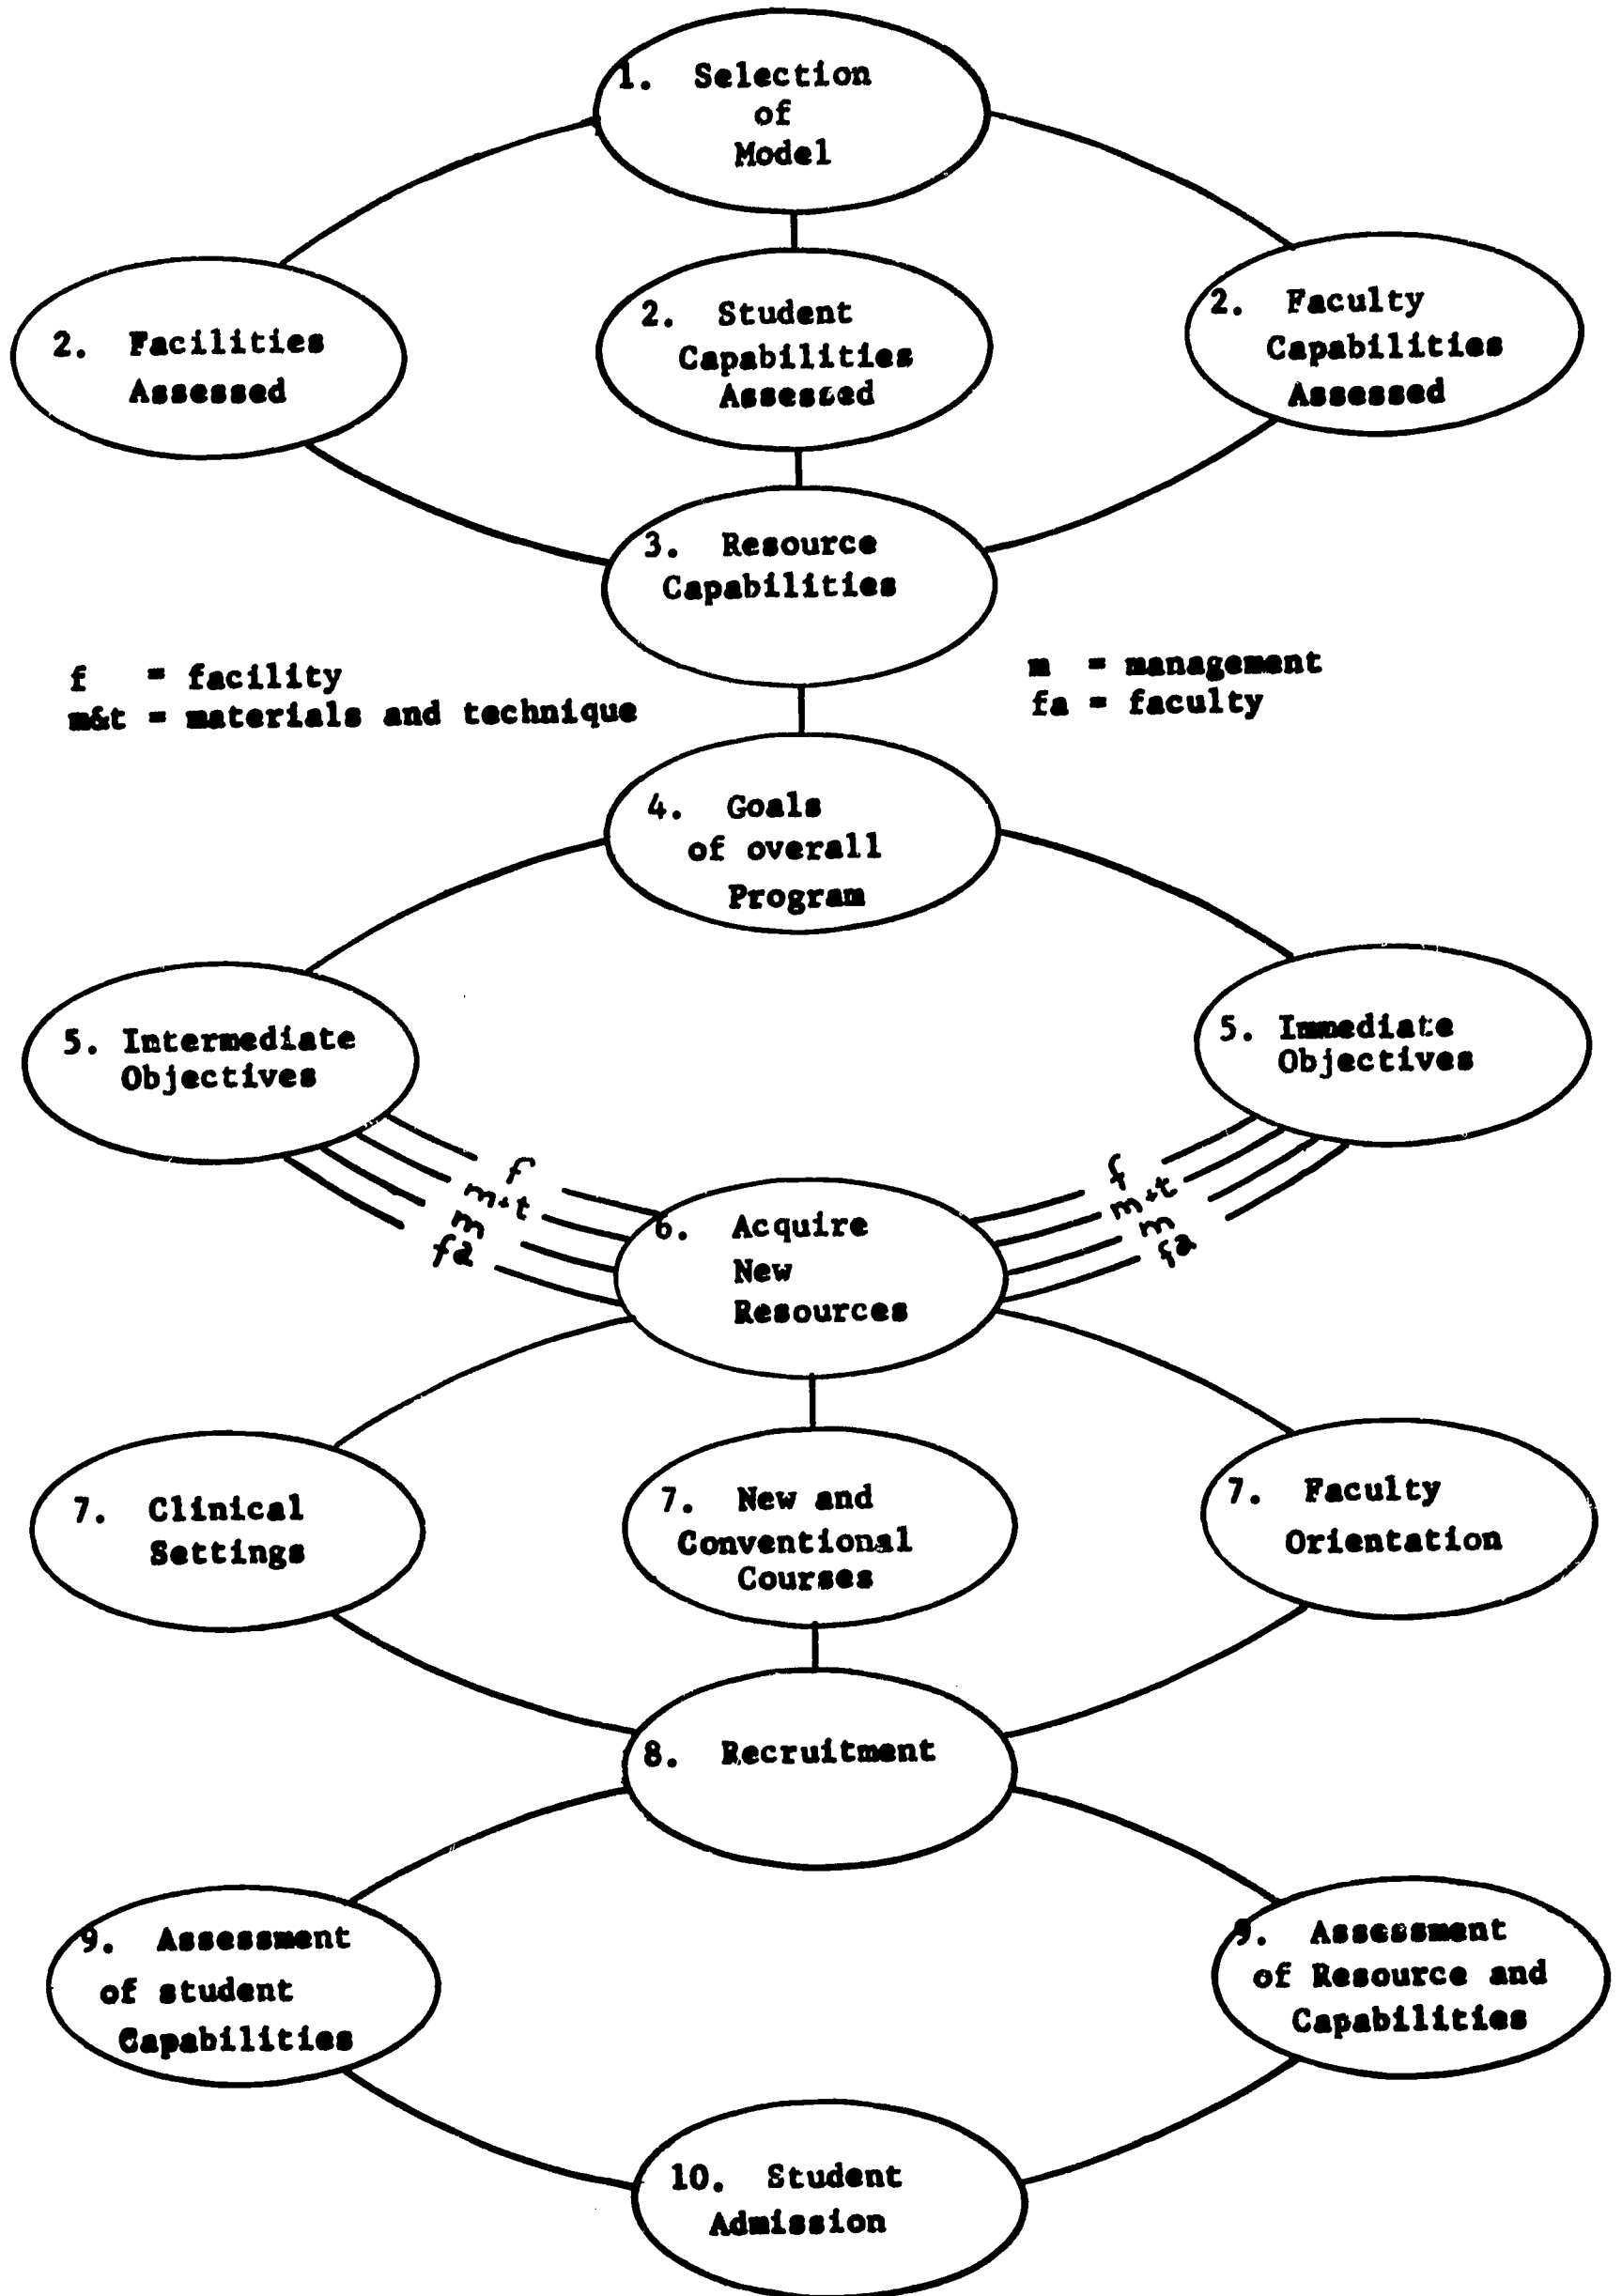 1. Selection
of
Model
2. Facilities
Assessed
2. Student
Capabilities
Assessed
2. Faculty
Capabilities
Assessed
3. Resource
Capabilities
f = facility
m&t = materials and technique
m = management
fa = faculty
4. Goals
of overall
Program
5. Intermediate
Objectives
5. Immediate
Objectives
f
m+t
m
fa
f
m+t
m
fa
6. Acquire
New
Resources
7. Clinical
Settings
7. New and
Conventional
Courses
7. Faculty
Orientation
8. Recruitment
9. Assessment
of student
Capabilities
9. Assessment
of Resource and
Capabilities
10. Student
Admission